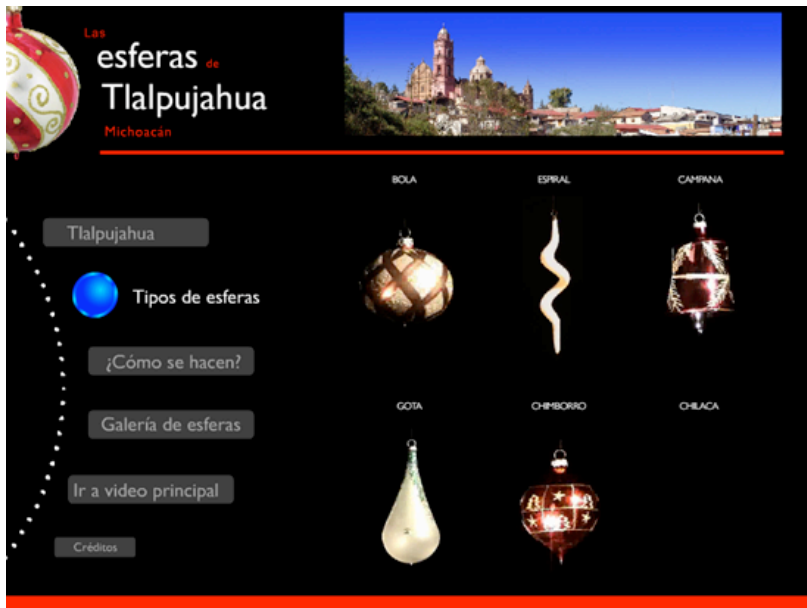 Las
esferas de
Tlalpujahua
Michoacán
BOLA ESPIRAL CAMPANA
Tlalpujahua
Tipos de esferas
¿Cómo se hacen?
GOTA CHIMBORRO CHILACA
Galería de esferas
Ir a video principal
Créditos